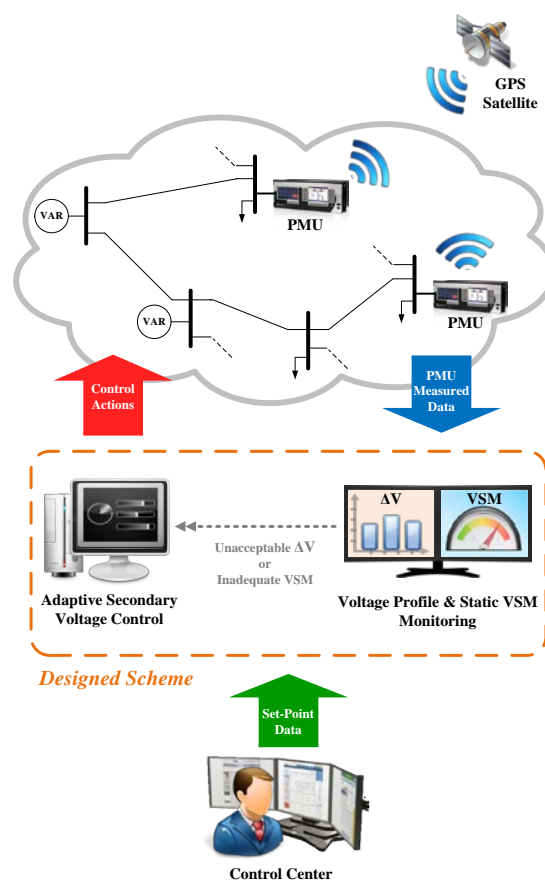 GPS
Satellite
VAR
PMU
VAR
PMU
Control
Actions
PMU
Measured
Data
ΔV
VSM
Unacceptable ΔV
or
Inadequate VSM
Adaptive Secondary
Voltage Control
Voltage Profile & Static VSM
Monitoring
Designed Scheme
Set-Point
Data
Control Center